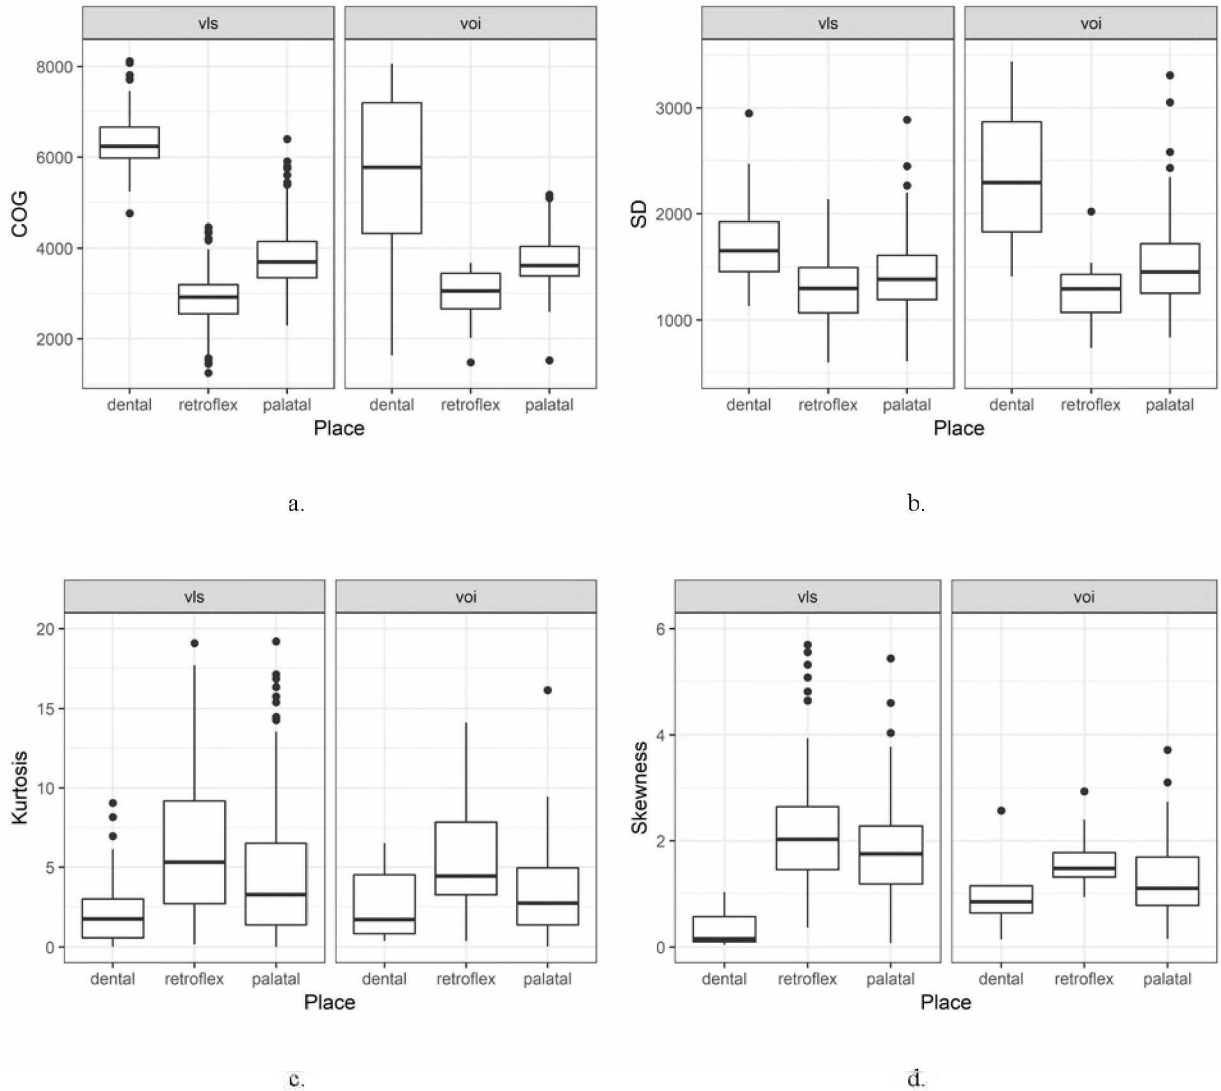 vls voi
COG
8000
6000
4000
2000
dental retroflex palatal dental retroflex palatal
Place
a.
vls voi
SD
3000
2000
1000
dental retroflex palatal dental retroflex palatal
Place
b.
vls voi
Kurtosis
20
15
10
5
0
dental retroflex palatal dental retroflex palatal
Place
c.
vls voi
Skewness
6
4
2
0
dental retroflex palatal dental retroflex palatal
Place
d.